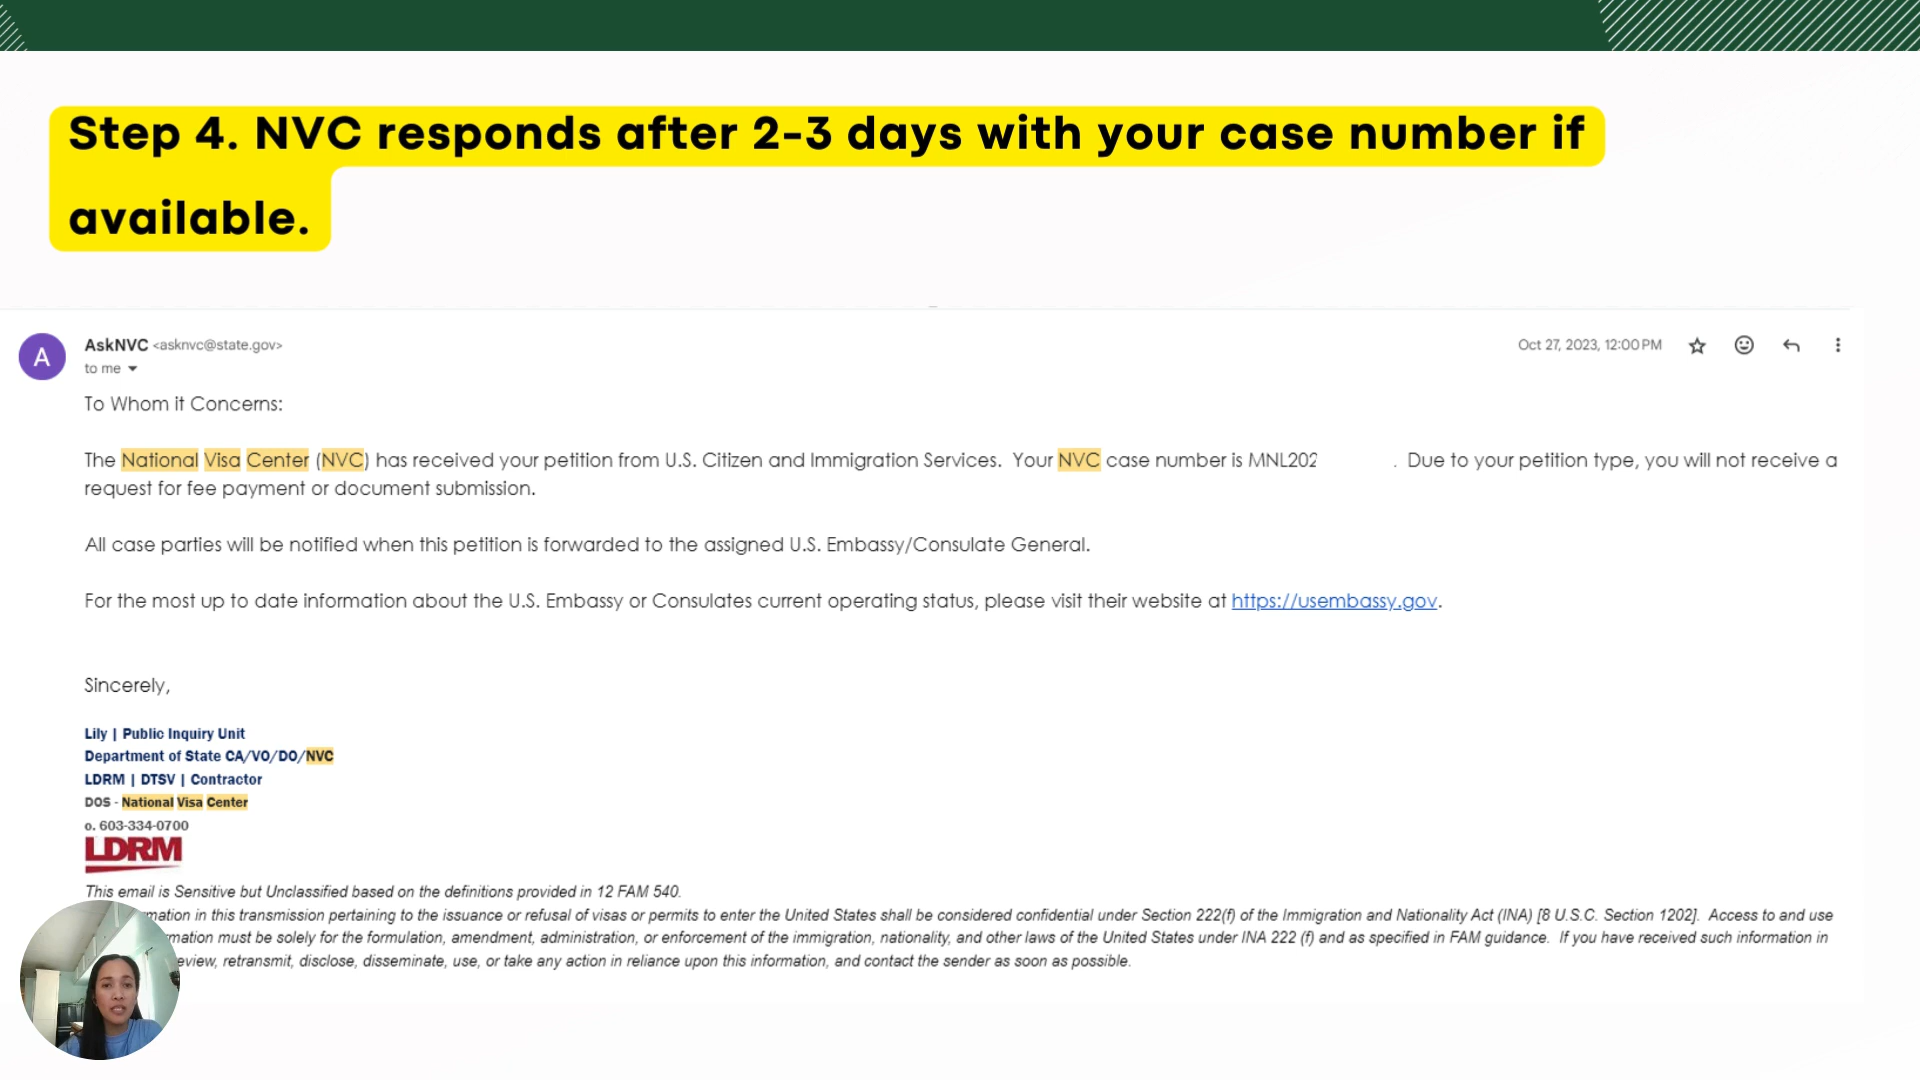 Step 4. NVC responds after 2-3 days with your case number if
available.
A
AskNVC <asknvc@state.gov>
Oct 27, 2023, 12:00 PM
to me
To Whom it Concerns:
The National Visa Center (NVC) has received your petition from U.S. Citizen and Immigration Services.  Your NVC case number is MNL202 .  Due to your petition type, you will not receive a
request for fee payment or document submission.
All case parties will be notified when this petition is forwarded to the assigned U.S. Embassy/Consulate General.
For the most up to date information about the U.S. Embassy or Consulates current operating status, please visit their website at https://usembassy.gov.
Sincerely,
Lily | Public Inquiry Unit
Department of State CA/VO/DO/NVC
LDRM | DTSV | Contractor
DOS - National Visa Center
o. 603-334-0700
LDRM
This email is Sensitive but Unclassified based on the definitions provided in 12 FAM 540.
in this transmission pertaining to the issuance or refusal of visas or permits to enter the United States shall be considered confidential under Section 222(f) of the Immigration and Nationality Act (INA) [8 U.S.C. Section 1202].  Access to and use
must be solely for the formulation, amendment, administration, or enforcement of the immigration, nationality, and other laws of the United States under INA 222 (f) and as specified in FAM guidance.  If you have received such information in
retransmit, disclose, disseminate, use, or take any action in reliance upon this information, and contact the sender as soon as possible.